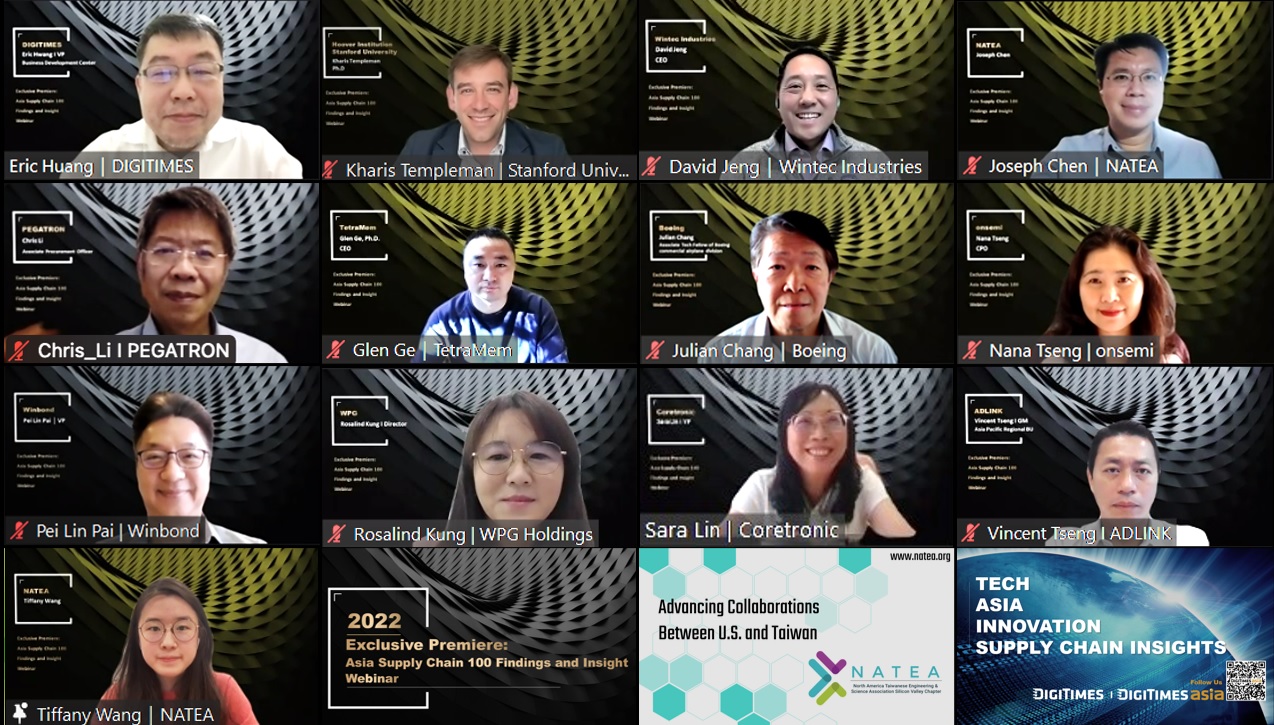 DIGITIMES
Eric Hwang I VP
Business Development Center
Exclusive Premiere:
Asia Supply Chain 100
Findings and Insight
Webinar
Eric Huang | DIGITIMES
Hoover Institution
Stanford University
Kharis Templeman
Ph.D
Exclusive Premiere:
Asia Supply Chain 100
Findings and Insight
Webinar
Kharis Templeman | Stanford Univ...
Wintec Industries
David Jeng
CEO
Exclusive Premiere:
Asia Supply Chain 100
Findings and Insight
Webinar
David Jeng | Wintec Industries
NATEA
Joseph Chen
Exclusive Premiere:
Asia Supply Chain 100
Findings and Insight
Webinar
Joseph Chen | NATEA
PEGATRON
Chris Li
Associate Procurement Officer
Exclusive Premiere:
Asia Supply Chain 100
Findings and Insight
Webinar
Chris_Li I PEGATRON
TetraMem
Glen Ge, Ph.D.
CEO
Exclusive Premiere:
Asia Supply Chain 100
Findings and Insight
Webinar
Glen Ge | TetraMem
Boeing
Julian Chang
Associate Tech Fellow of Boeing
commercial airplane division
Exclusive Premiere:
Asia Supply Chain 100
Findings and Insight
Webinar
Julian Chang | Boeing
onsemi
Nana Tseng
CPO
Exclusive Premiere:
Asia Supply Chain 100
Findings and Insight
Webinar
Nana Tseng | onsemi
Winbond
Pei Lin Pai | VP
Exclusive Premiere:
Asia Supply Chain 100
Findings and Insight
Webinar
Pei Lin Pai | Winbond
WPG
Rosalind Kung I Director
Exclusive Premiere:
Asia Supply Chain 100
Findings and Insight
Webinar
Rosalind Kung | WPG Holdings
Coretronic
Exclusive Premiere:
Asia Supply Chain 100
Findings and Insight
Webinar
Sara Lin | Coretronic
ADLINK
Vincent Tseng I GM
Asia Pacific Regional BU
Exclusive Premiere:
Asia Supply Chain 100
Findings and Insight
Webinar
Vincent Tseng I ADLINK
NATEA
Tiffany Wang
Exclusive Premiere:
Asia Supply Chain 100
Findings and Insight
Webinar
Tiffany Wang | NATEA
2022
Exclusive Premiere:
Asia Supply Chain 100 Findings and Insight
Webinar
www.natea.org
Advancing Collaborations
Between U.S. and Taiwan
NATEA
North America Taiwanese Engineering &
Science Association Silicon Valley Chapter
TECH
ASIA
INNOVATION
SUPPLY CHAIN INSIGHTS
Follow Us
DIGITIMES | DIGITIMES asia